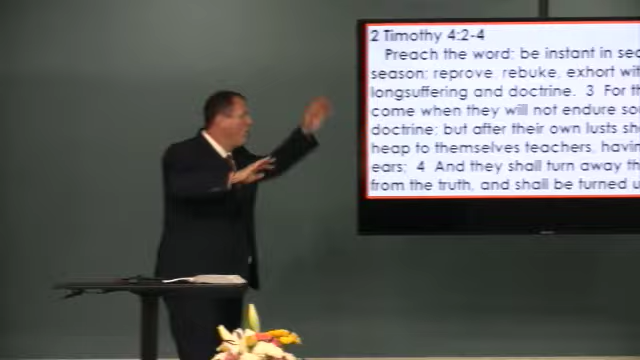 2 Timothy 4:2-4
Preach the word; be instant in
season; reprove, rebuke, exhort
longsuffering and doctrine. 3 For
come when they will not endure
doctrine; but after their own lusts
heap to themselves teachers,
ears; 4 And they shall turn away
from the truth, and shall be turned